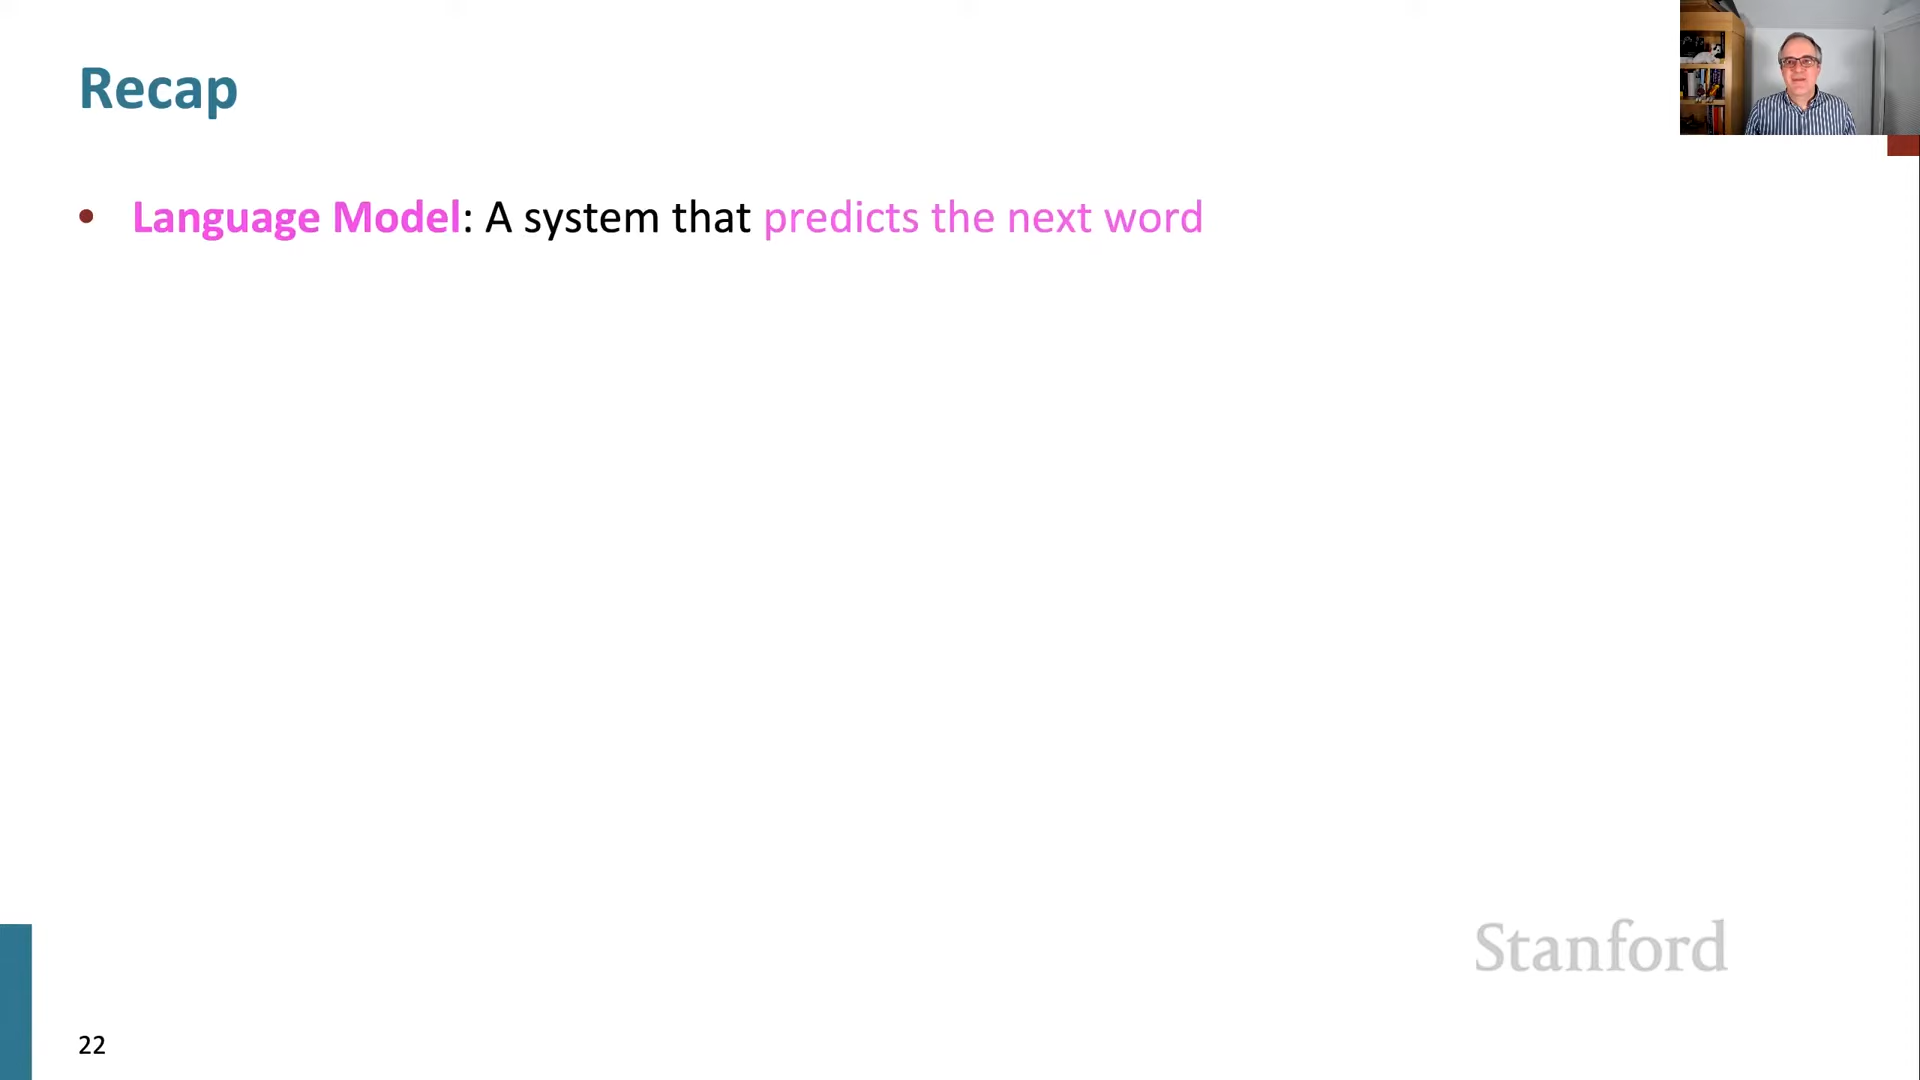 Recap
• Language Model: A system that predicts the next word
Stanford
22